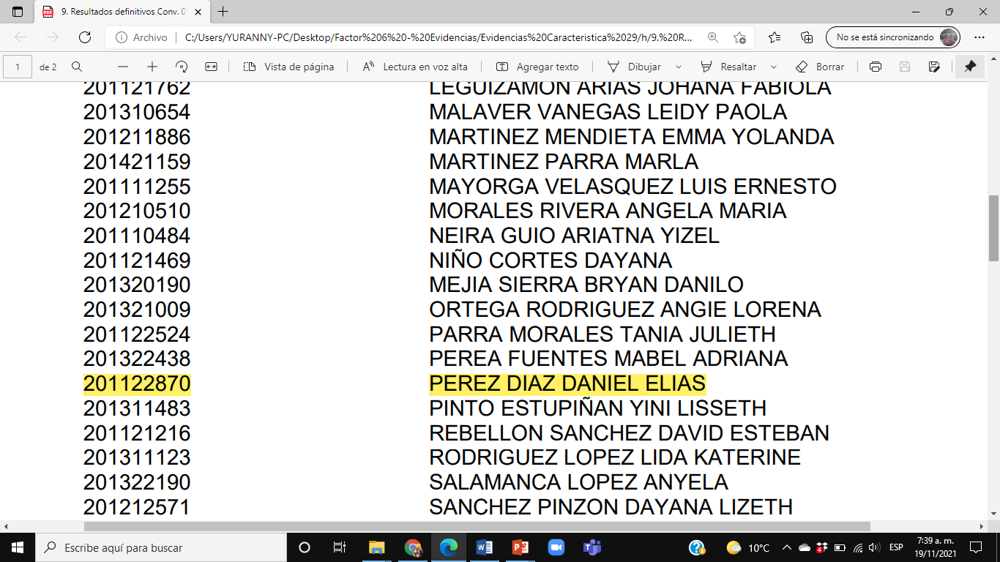 9. Resultados definitivos Conv. 0
Archivo C:/Users/YURANNY-PC/Desktop/Factor%206%20-%20Evidencias/Evidencias%20Caracteristica%2029/h/9.%20R... No se está sincronizando
1 de 2 Vista de página Lectura en voz alta Agregar texto Dibujar Resaltar Borrar
201121762 LEGUIZAMON ARIAS JOHANA FABIOLA
201310654 MALAVER VANEGAS LEIDY PAOLA
201211886 MARTINEZ MENDIETA EMMA YOLANDA
201421159 MARTINEZ PARRA MARLA
201111255 MAYORGA VELASQUEZ LUIS ERNESTO
201210510 MORALES RIVERA ANGELA MARIA
201110484 NEIRA GUIO ARIATNA YIZEL
201121469 NIÑO CORTES DAYANA
201320190 MEJIA SIERRA BRYAN DANILO
201321009 ORTEGA RODRIGUEZ ANGIE LORENA
201122524 PARRA MORALES TANIA JULIETH
201322438 PEREA FUENTES MABEL ADRIANA
201122870 PEREZ DIAZ DANIEL ELIAS
201311483 PINTO ESTUPIÑAN YINI LISSETH
201121216 REBELLON SANCHEZ DAVID ESTEBAN
201311123 RODRIGUEZ LOPEZ LIDA KATERINE
201322190 SALAMANCA LOPEZ ANYELA
201212571 SANCHEZ PINZON DAYANA LIZETH
Escribe aquí para buscar 10°C ESP 7:39 a. m.
19/11/2021